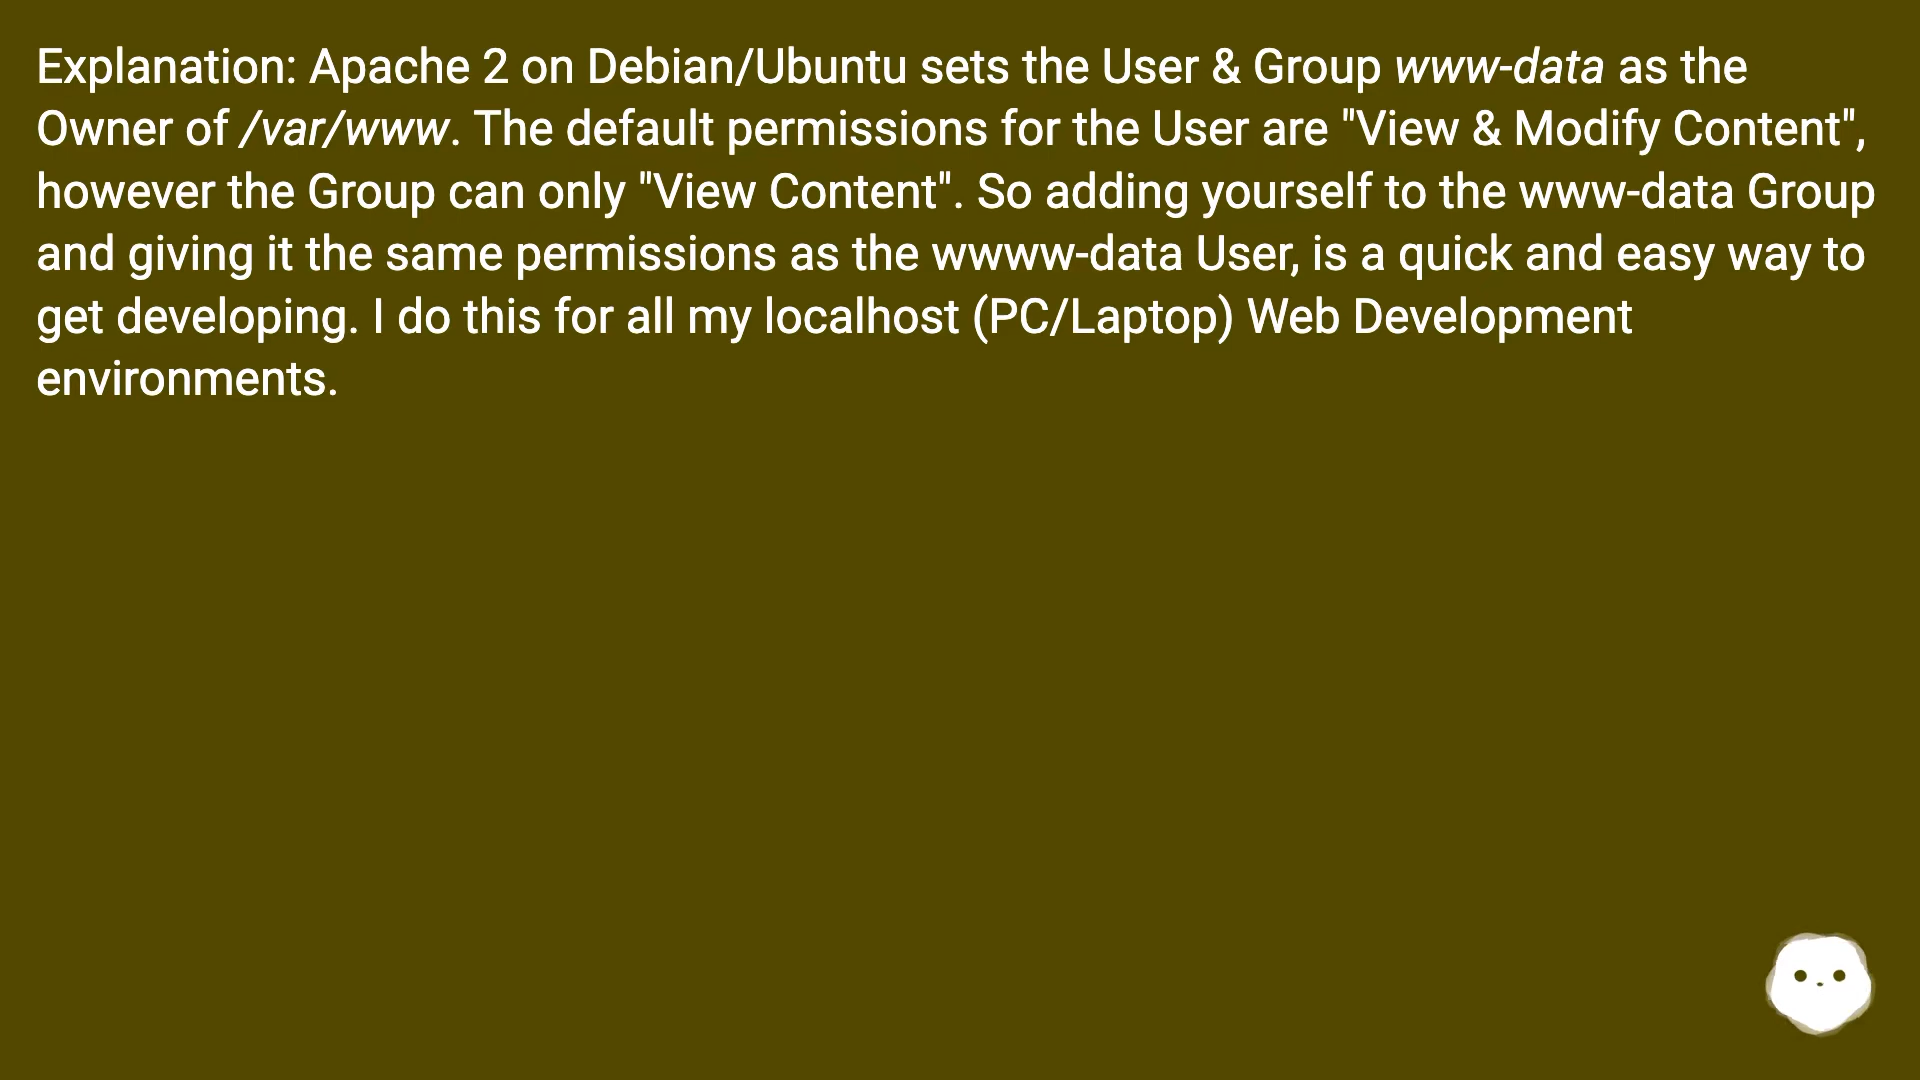 Explanation: Apache 2 on Debian/Ubuntu sets the User & Group www-data as the
Owner of /var/www. The default permissions for the User are "View & Modify Content",
however the Group can only "View Content". So adding yourself to the www-data Group
and giving it the same permissions as the wwww-data User, is a quick and easy way to
get developing. I do this for all my localhost (PC/Laptop) Web Development
environments.